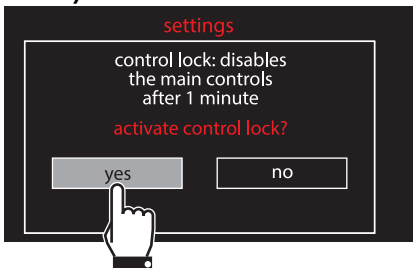 settings
control lock: disables
the main controls
after 1 minute
activate control lock?
yes
no